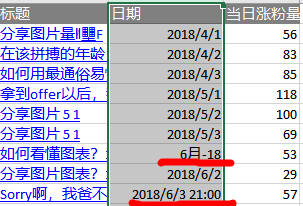 标题 日期 当日涨粉量
分享图片量 F 2018/4/1 56
在该拼搏的年龄 2018/4/2 83
如何用最通俗易 2018/4/3 85
拿到offer以后, 2018/5/1 118
分享图片 5 1 2018/5/2 100
分享图片 5 1 2018/5/3 69
如何看懂图表? 6月-18 53
分享图片 2018/6/2 29
Sorry啊，我爸不 2018/6/3 21:00 57